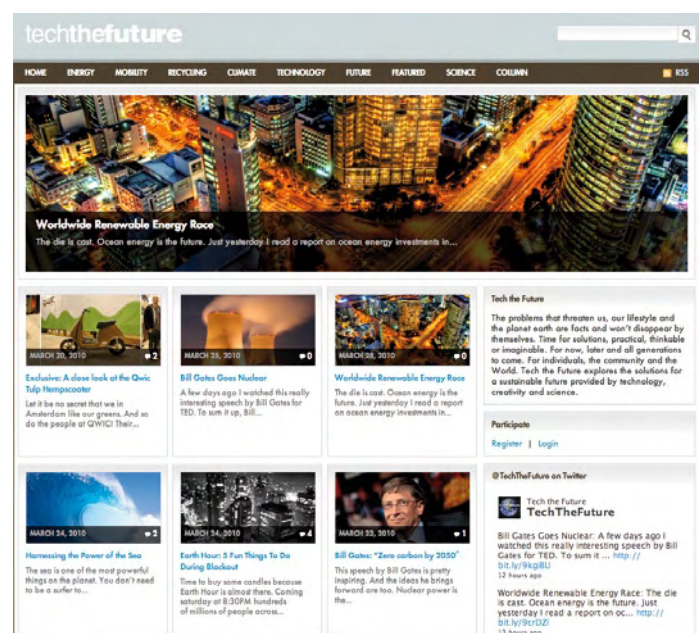 techthefuture
HOME ENERGY MOBILITY RECYCLING CLIMATE TECHNOLOGY FUTURE FEATURED SCIENCE COLUMN RSS
Worldwide Renewable Energy Race
The die is cast. Ocean energy is the future. Just yesterday I read a report on ocean energy investments in...
MARCH 20, 2010 2
Exclusive: A close look at the Qwic
Tulip Hempscooter
Let it be no secret that we in
Amsterdam like our greens. And so
do the people at QWIC! Their...
MARCH 25, 2010 0
Bill Gates Goes Nuclear
A few days ago I watched this really
interesting speech by Bill Gates for
TED. To sum it up, Bill...
MARCH 28, 2010 0
Worldwide Renewable Energy Race
The die is cast. Ocean energy is the
future. Just yesterday I read a report
on ocean energy investments in...
Tech the Future
The problems that threaten us, our lifestyle and
the planet earth are facts and won't disappear by
themselves. Time for solutions, practical, thinkable
or imaginable. For now, later and all generations
to come. For individuals, the community and the
World. Tech the Future explores the solutions for
a sustainable future provided by technology,
creativity and science.
Participate
Register | Login
MARCH 24, 2010 2
Harnessing the Power of the Sea
The sea is one of the most powerful
things on the planet. You don't need
to be a surfer to...
MARCH 24, 2010 4
Earth Hour: 5 Fun Things To Do
During Blackout
Time to buy some candles because
Earth Hour is almost there. Coming
saturday at 8:30PM hundreds
of millions of people across...
MARCH 23, 2010 1
Bill Gates: "Zero carbon by 2050"
This speech by Bill Gates is pretty
inspiring. And the ideas he brings
forward are too. Nuclear power is
the...
@TechTheFuture on Twitter
Tech the Future
TechTheFuture
Bill Gates Goes Nuclear: A few days ago I
watched this really interesting speech by Bill
Gates for TED. To sum it ... http://
bit.ly/9kgiBU
12 hours ago
Worldwide Renewable Energy Race: The die
is cast. Ocean energy is the future. Just
yesterday I read a report on oc... http://
bit.ly/9crDZl
12 hours ago